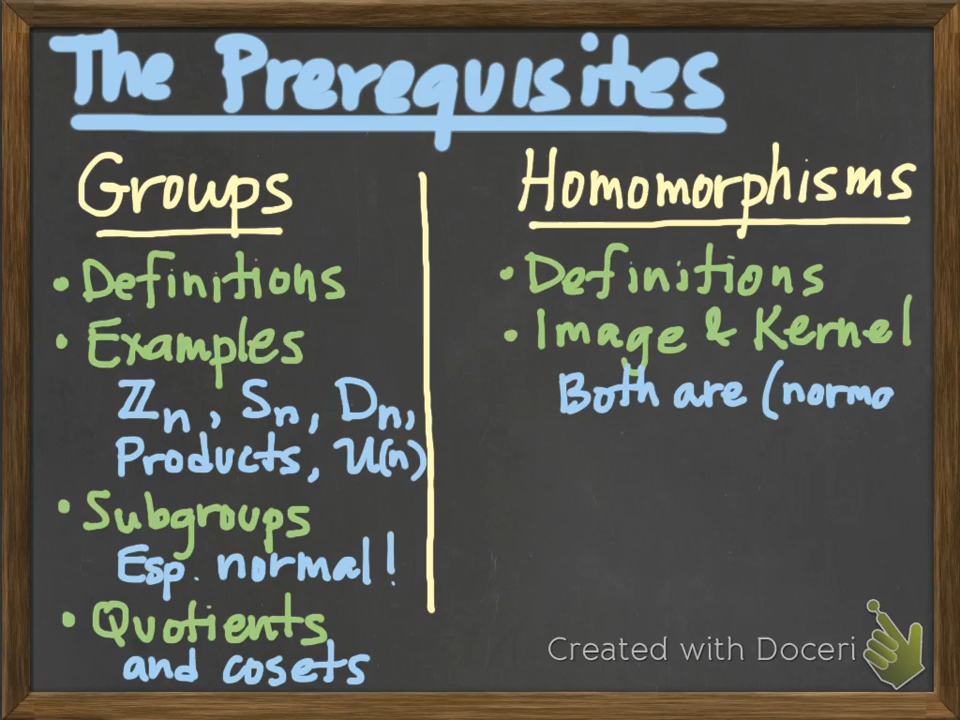 The Prerequisites
Groups
• Definitions
• Examples
ℤn, Sn, Dn,
Products, U(n)
• Subgroups
Esp. normal!
• Quotients
and cosets
Homomorphisms
• Definitions
• Image & Kernel
Both are (normo
Created with Doceri